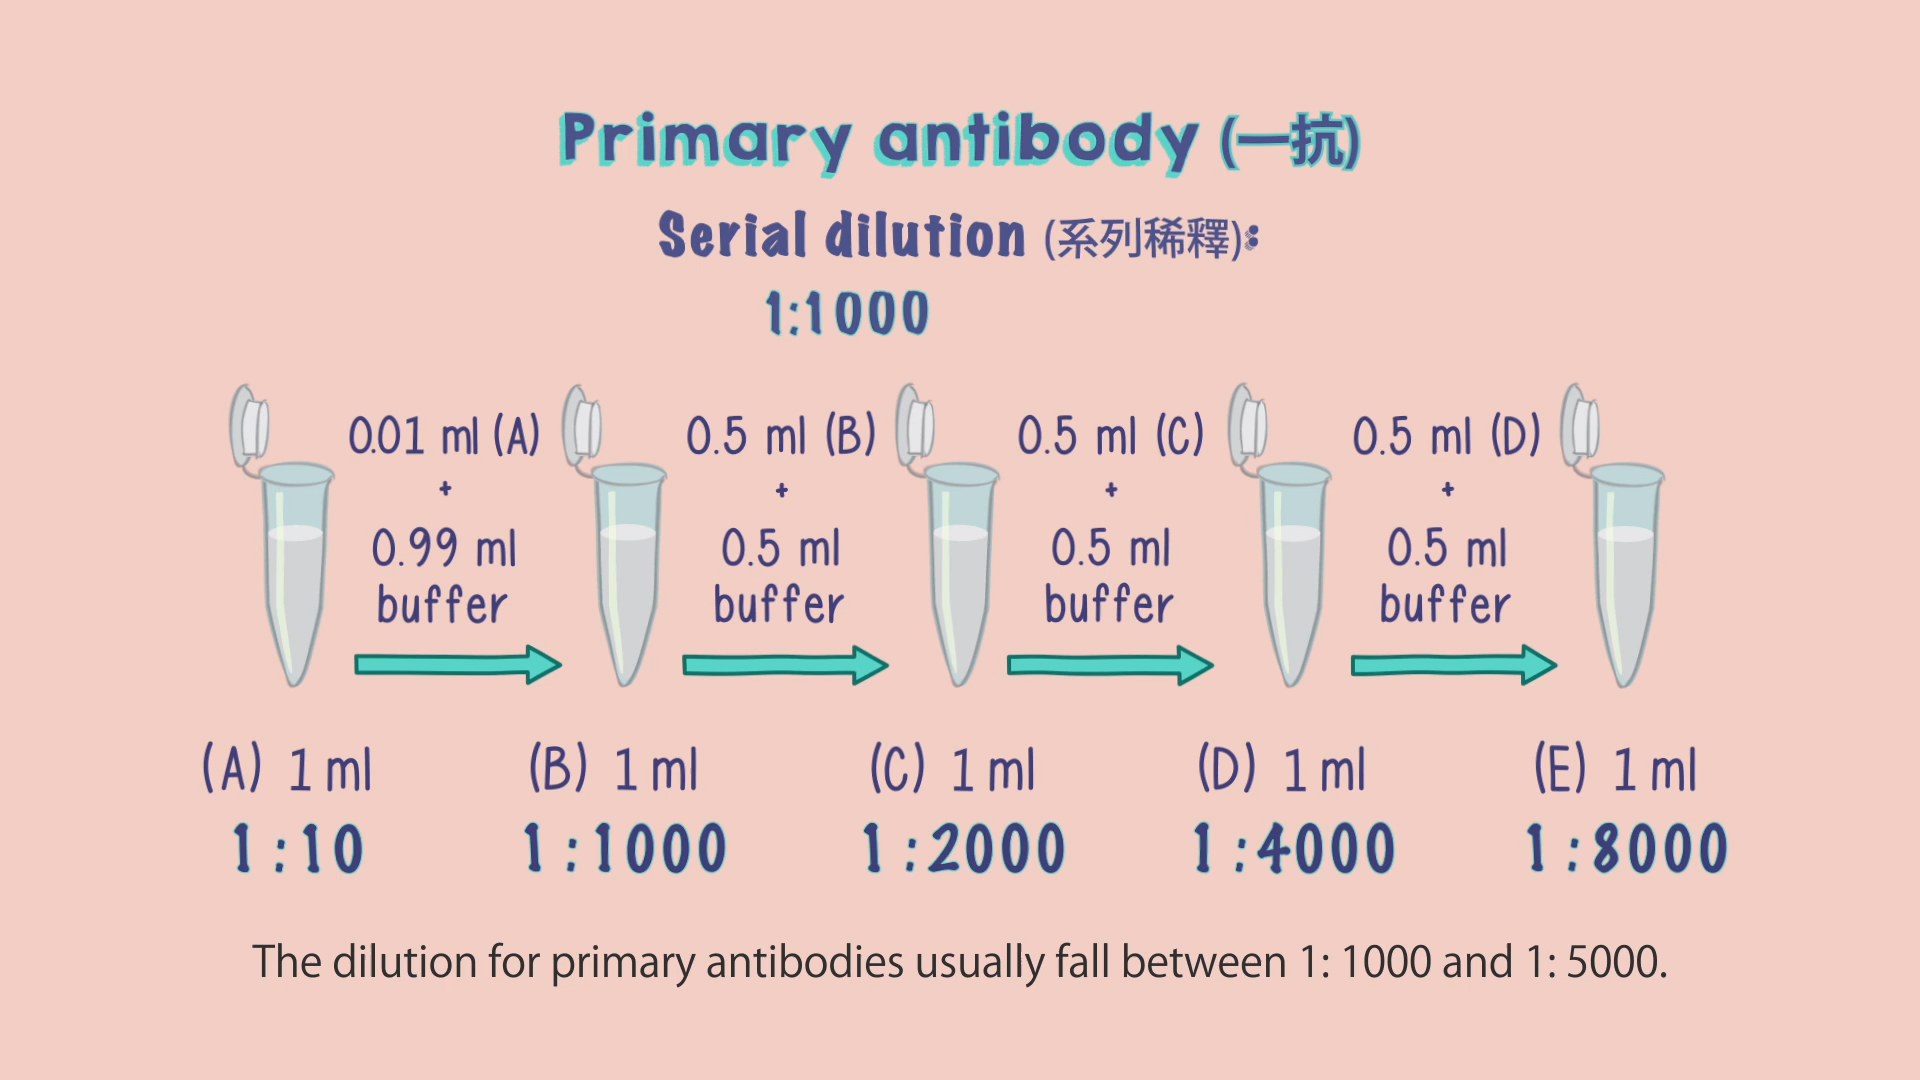 Primary antibody (一抗)
Serial dilution (系列稀釋):
1:1000
0.01 ml (A)
+
0.99 ml
buffer
0.5 ml (B)
+
0.5 ml
buffer
0.5 ml (C)
+
0.5 ml
buffer
0.5 ml (D)
+
0.5 ml
buffer
(A) 1 ml
1:10
(B) 1 ml
1:1000
(C) 1 ml
1:2000
(D) 1 ml
1:4000
(E) 1 ml
1:8000
The dilution for primary antibodies usually fall between 1: 1000 and 1: 5000.